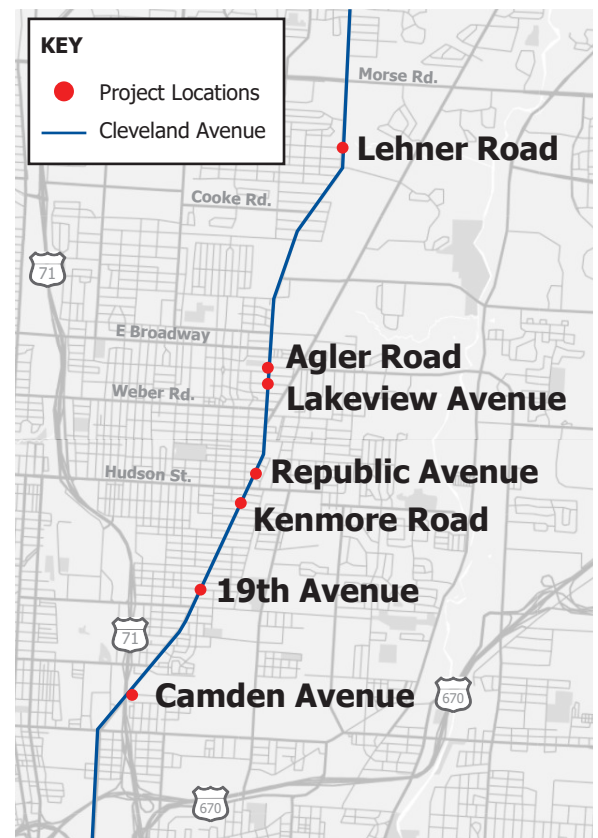 KEY
Project Locations
Cleveland Avenue
Morse Rd.
Lehner Road
Cooke Rd.
71
E Broadway
Agler Road
Weber Rd.
Lakeview Avenue
Hudson St.
Republic Avenue
Kenmore Road
19th Avenue
71
Camden Avenue
670
670